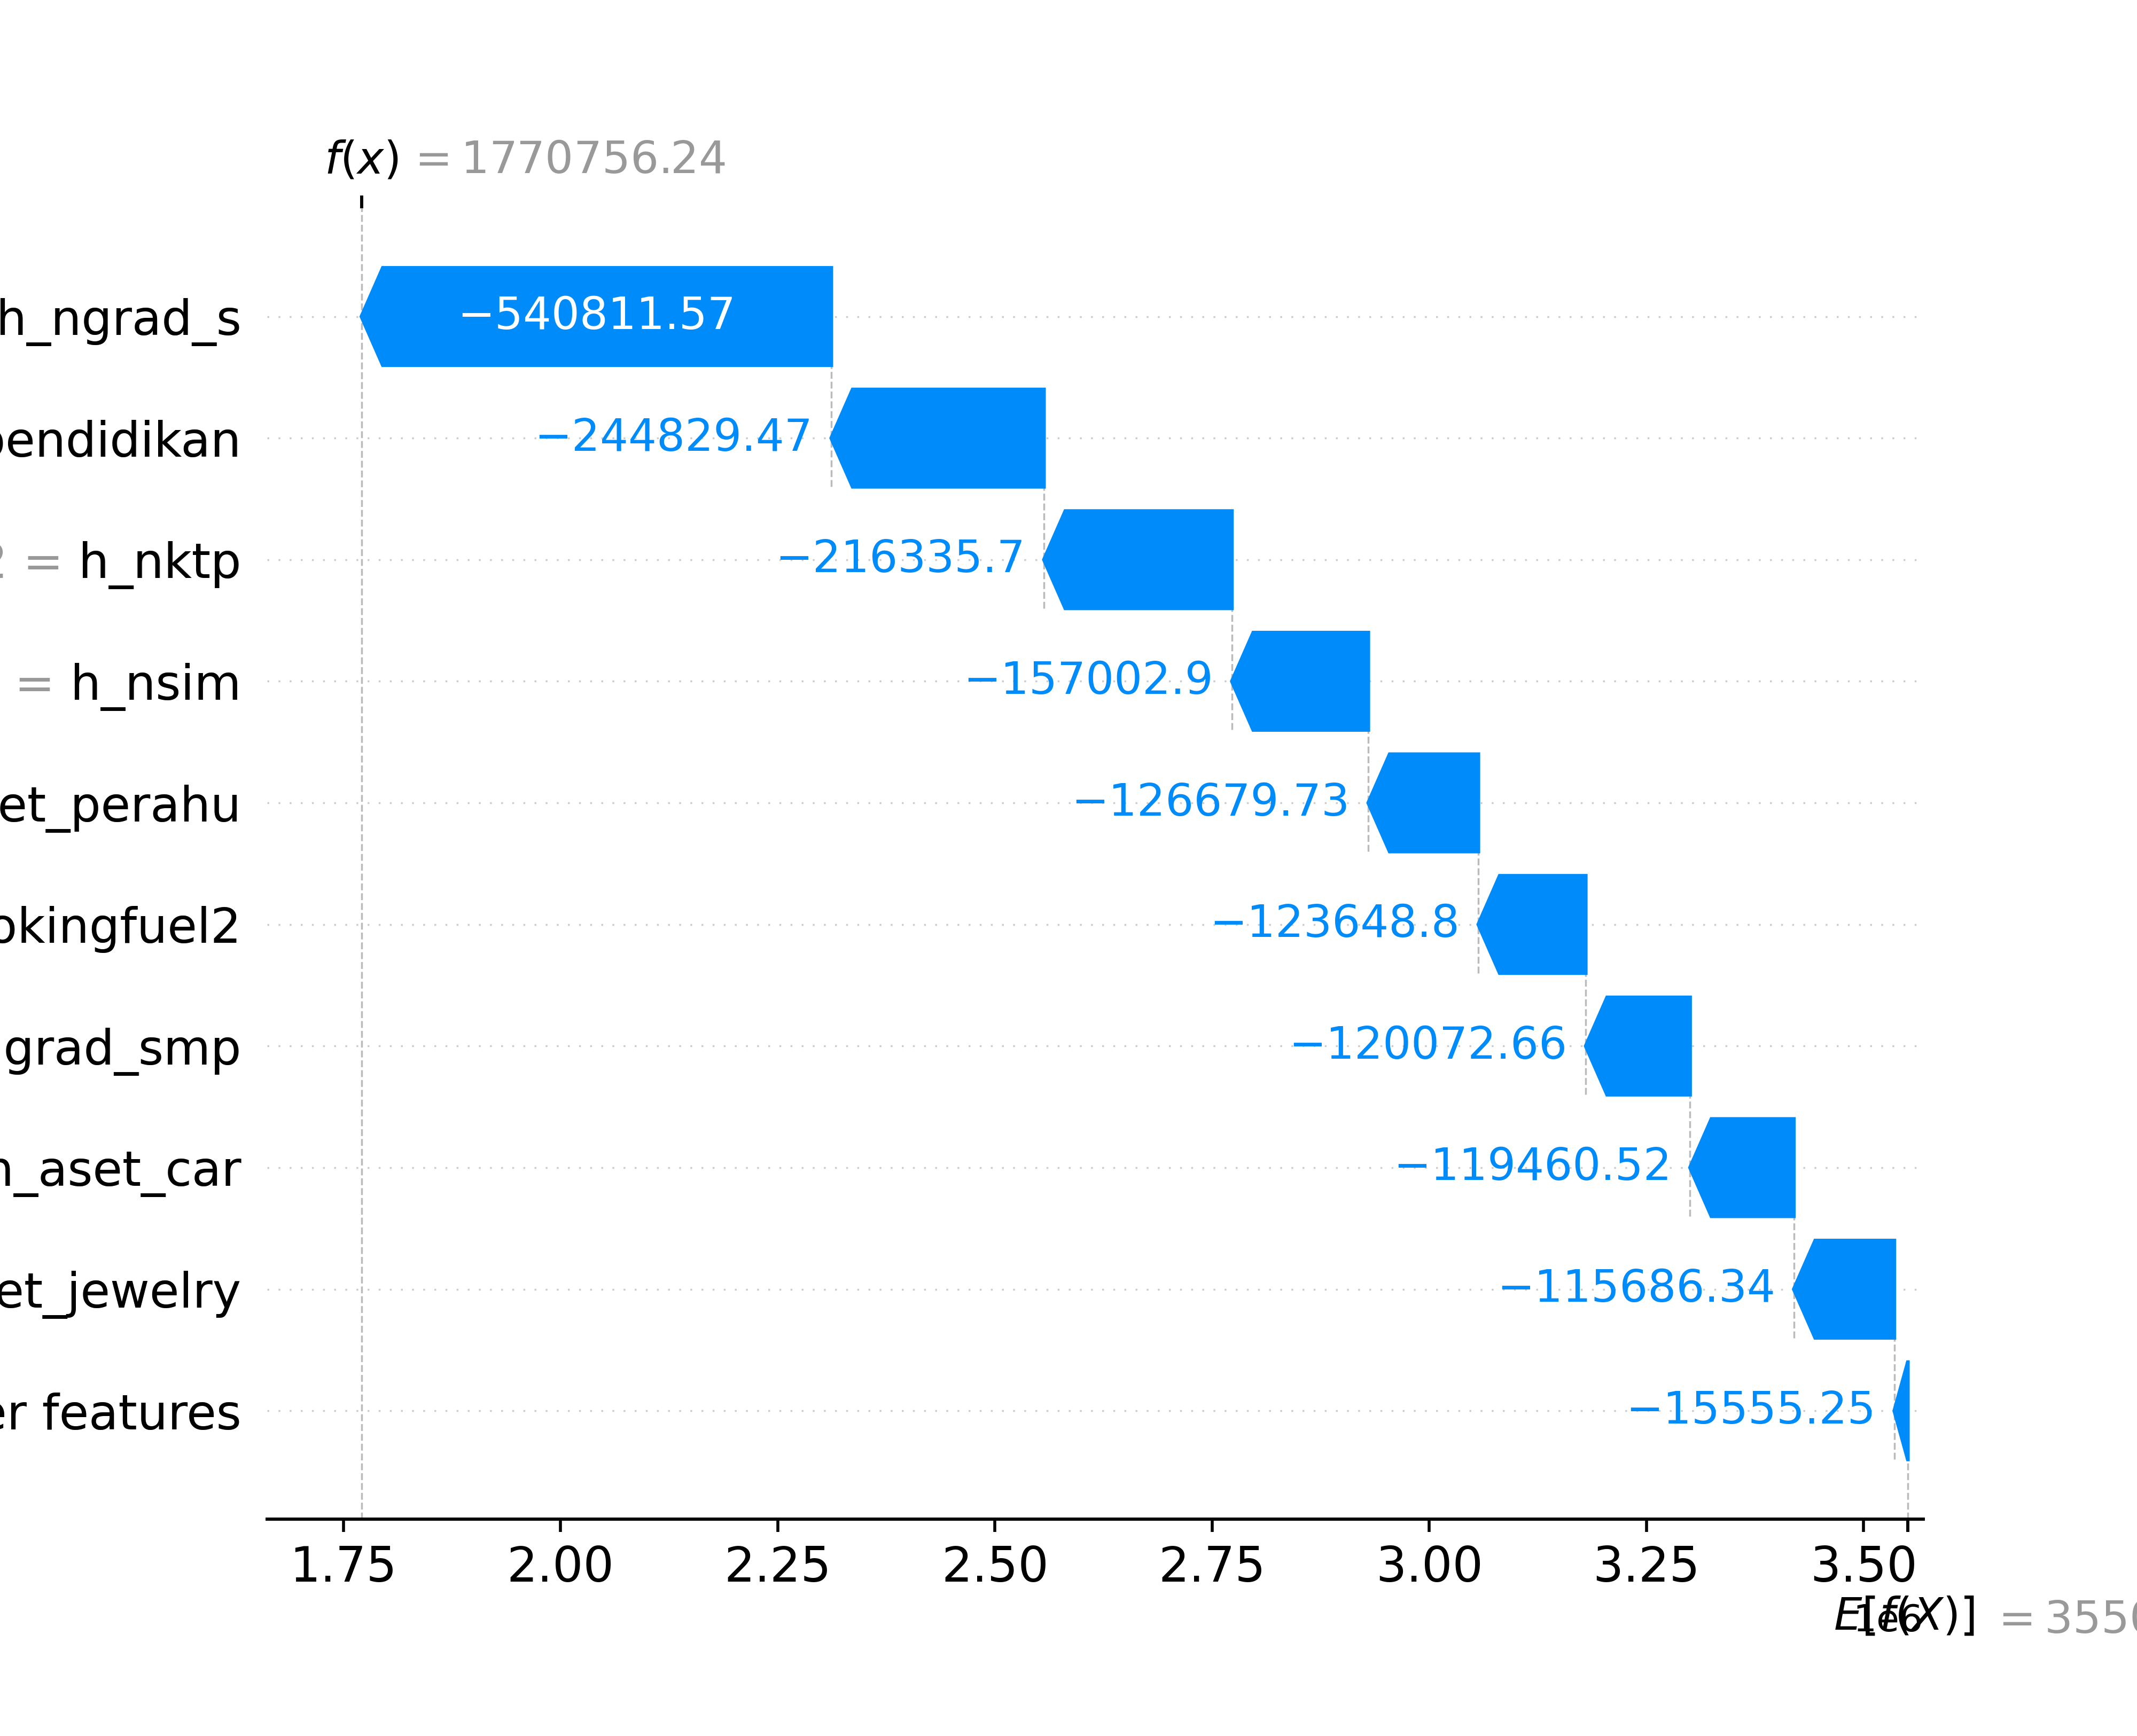 f(x) = 1770756.24
h_ngrad_s −540811.57
pendidikan −244829.47
= h_nktp −216335.7
= h_nsim −157002.9
et_perahu −126679.73
okingfuel2 −123648.8
grad_smp −120072.66
h_aset_car −119460.52
et_jewelry −115686.34
er features −15555.25
1.75 2.00 2.25 2.50 2.75 3.00 3.25 3.50
1e6
E[f(X)] = 3550